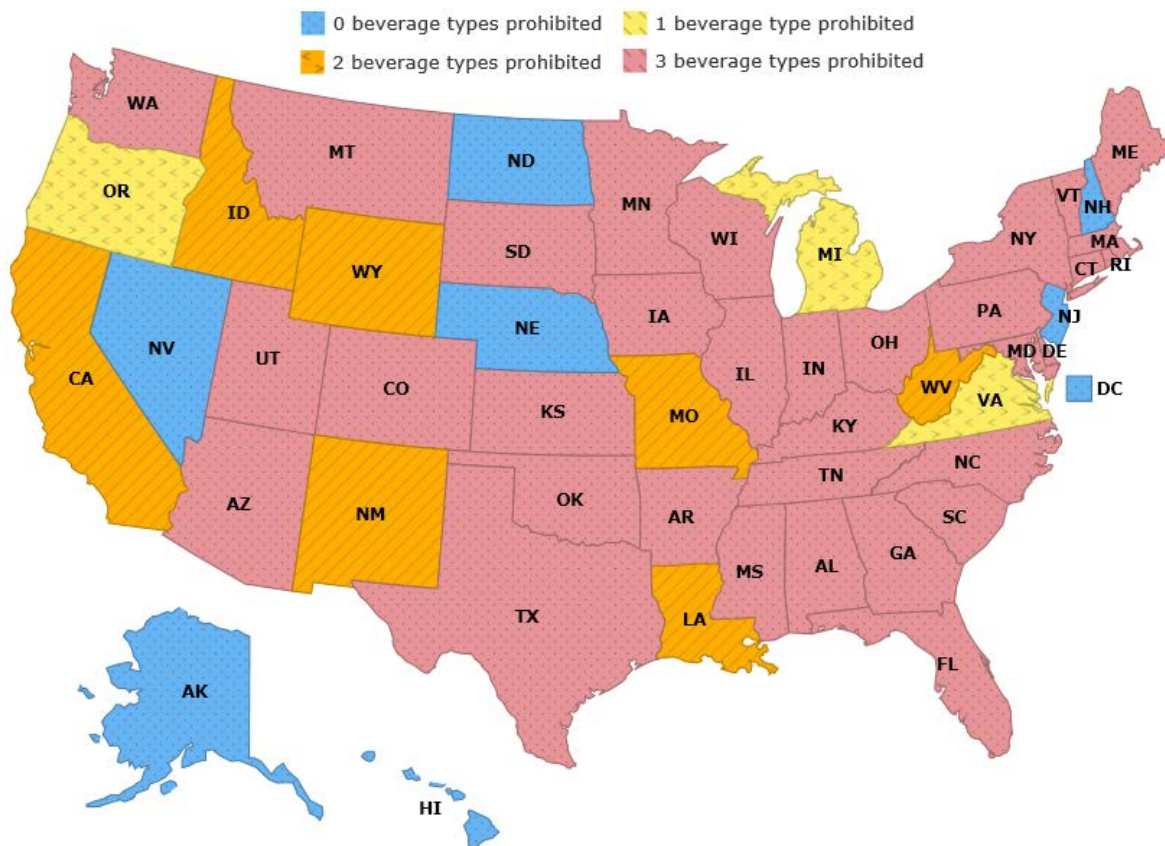 0 beverage types prohibited
1 beverage type prohibited
2 beverage types prohibited
3 beverage types prohibited
WA
MT
ND
MN
ME
VT
NH
OR
ID
WY
SD
WI
MI
NY
MA
CT
RI
NV
UT
CO
NE
IA
IL
IN
OH
PA
NJ
MD
DE
DC
CA
KS
MO
KY
WV
VA
AZ
NM
OK
AR
TN
NC
SC
TX
LA
MS
AL
GA
FL
AK
HI